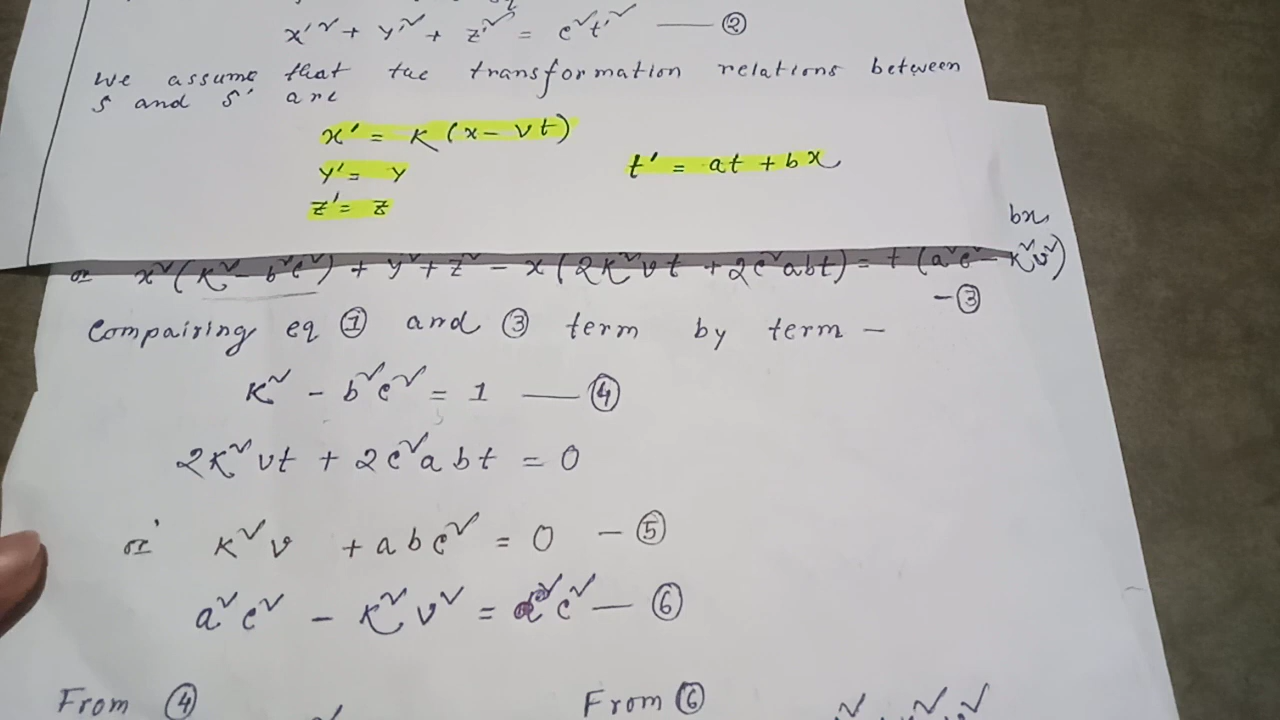 x'² + y'² + z'² = c²t'² — ②
We assume that the transformation relations between
S and S' are
x' = K (x - vt)
y' = y
t' = at + bx
z' = z
bx
or x²(K² - b²c²) + y² + z² - x(2K²vt + 2c²abt) = t (a²c² - K²v²)
- ③
Compairing eq ① and ③ term by term -
K² - b²c² = 1 — ④
2K²vt + 2c²abt = 0
or K²v + abc² = 0 - ⑤
a²c² - K²v² = c² — ⑥
From ④ From ⑥